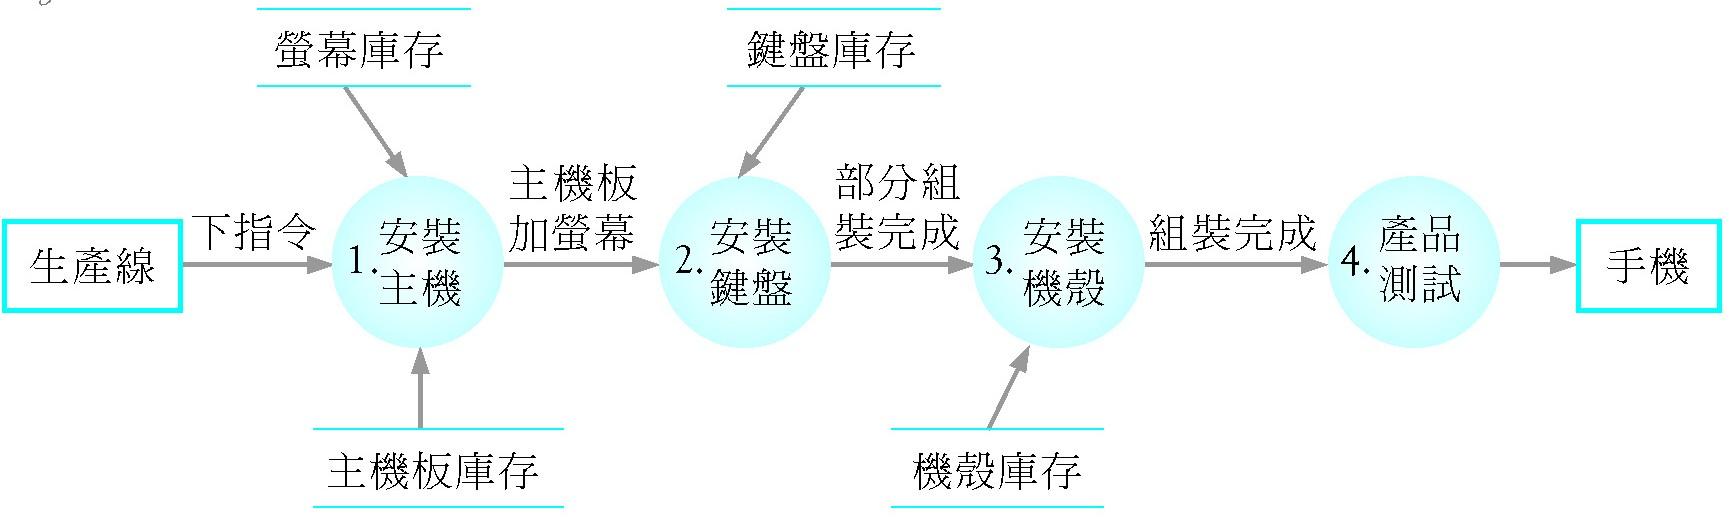 螢幕庫存
鍵盤庫存
生產線
下指令
1.
安裝
主機
主機板
加螢幕
2.
安裝
鍵盤
部分組
裝完成
3.
安裝
機殼
組裝完成
4.
產品
測試
手機
主機板庫存
機殼庫存